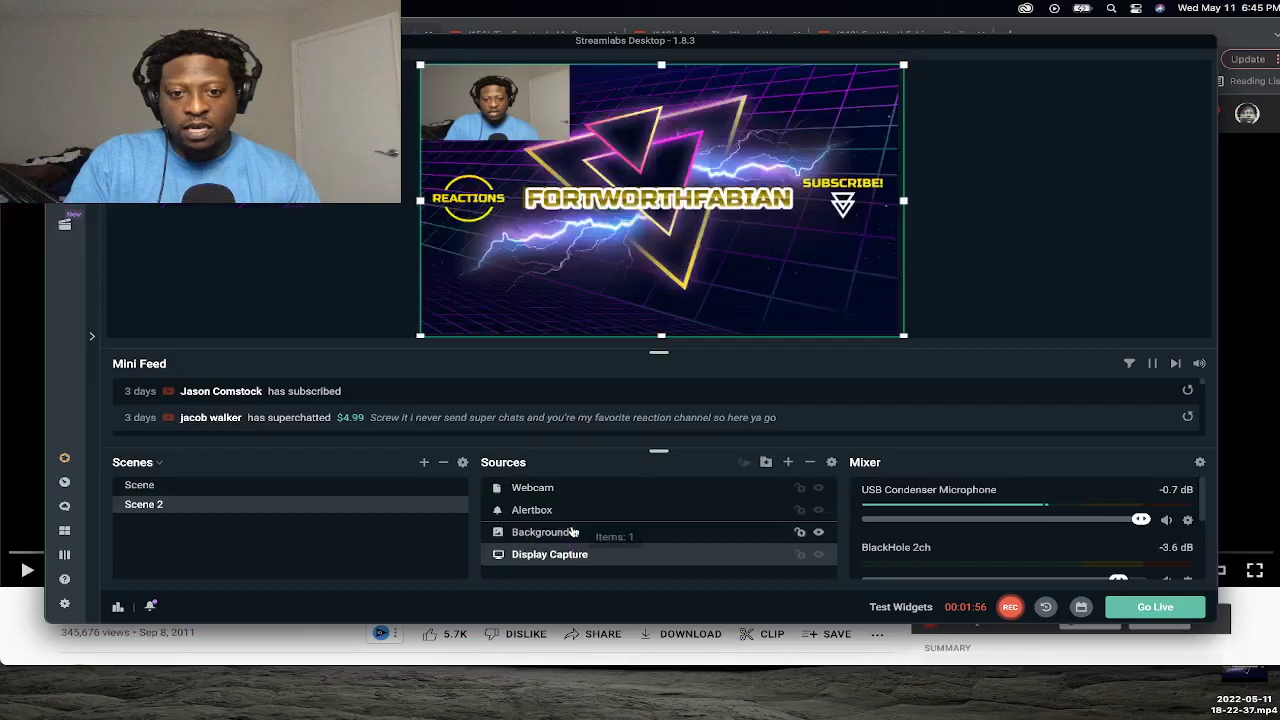 Wed May 11 6:45 PM
Streamlabs Desktop - 1.8.3
Update
Reading List
REACTIONS
FORTWORTHFABIAN
SUBSCRIBE!
New
Mini Feed
3 days Jason Comstock has subscribed
3 days jacob walker has superchatted $4.99 Screw it i never send super chats and you're my favorite reaction channel so here ya go
Scenes
Sources
Mixer
Scene
Scene 2
Webcam
Alertbox
Background
Items: 1
Display Capture
USB Condenser Microphone -0.7 dB
BlackHole 2ch -3.6 dB
Test Widgets 00:01:56 REC Go Live
345,676 views • Sep 8, 2011
5.7K DISLIKE SHARE DOWNLOAD CLIP SAVE
SUMMARY
2022-05-11
18-22-37.mp4